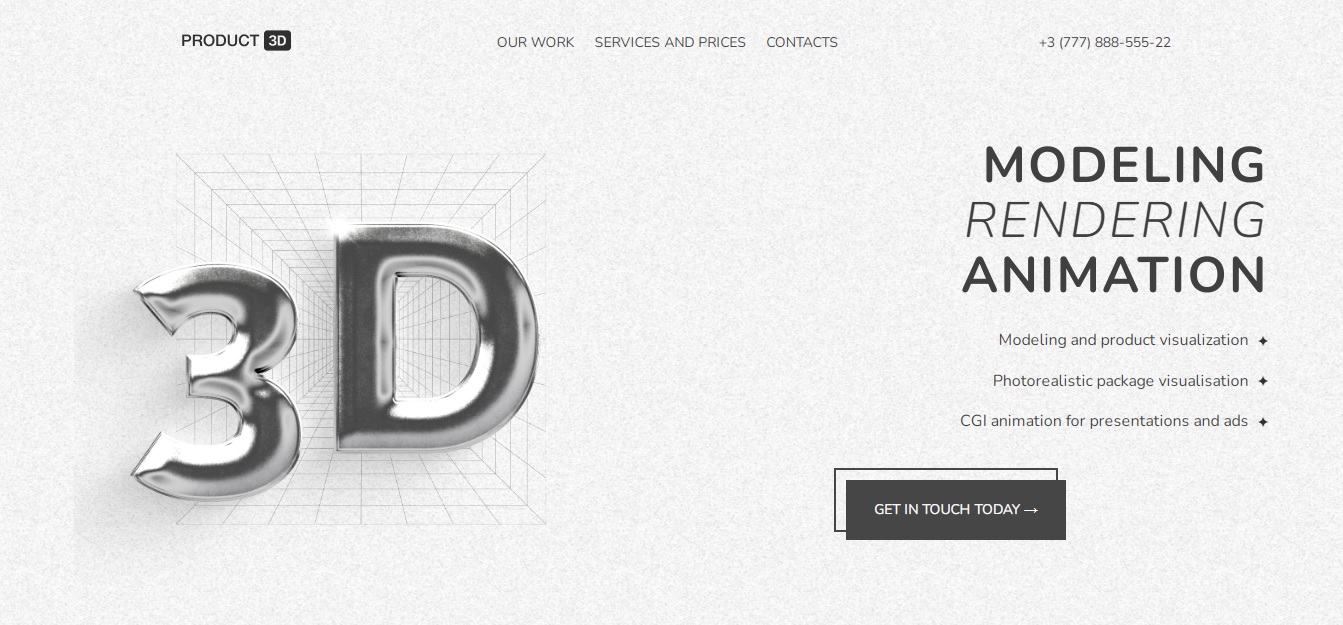 PRODUCT 3D
OUR WORK SERVICES AND PRICES CONTACTS
+3 (777) 888-555-22
3D
MODELING
RENDERING
ANIMATION
Modeling and product visualization ✦
Photorealistic package visualisation ✦
CGI animation for presentations and ads ✦
GET IN TOUCH TODAY →